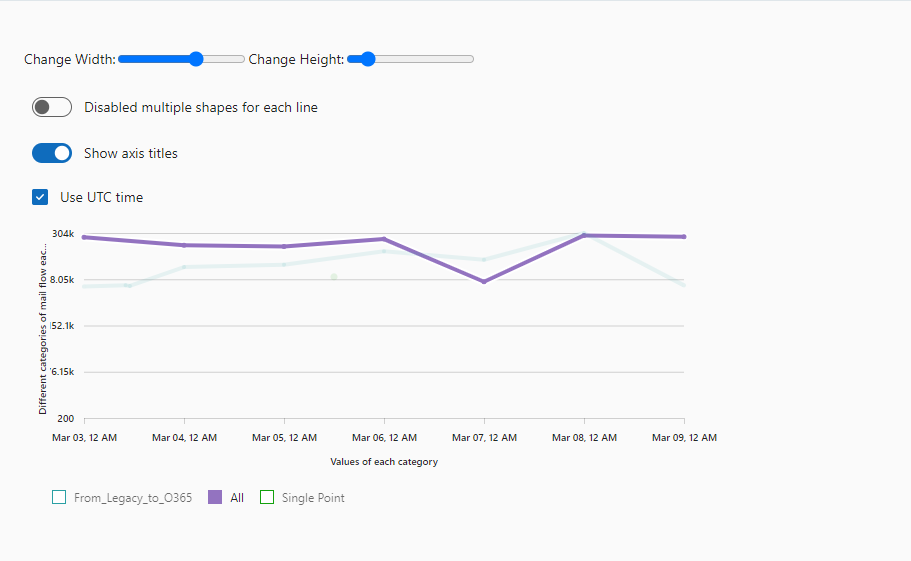 Change Width: Change Height:
Disabled multiple shapes for each line
Show axis titles
Use UTC time
304k
8.05k
52.1k
6.15k
200
Different categories of mail flow eac...
Mar 03, 12 AM Mar 04, 12 AM Mar 05, 12 AM Mar 06, 12 AM Mar 07, 12 AM Mar 08, 12 AM Mar 09, 12 AM
Values of each category
From_Legacy_to_O365 All Single Point